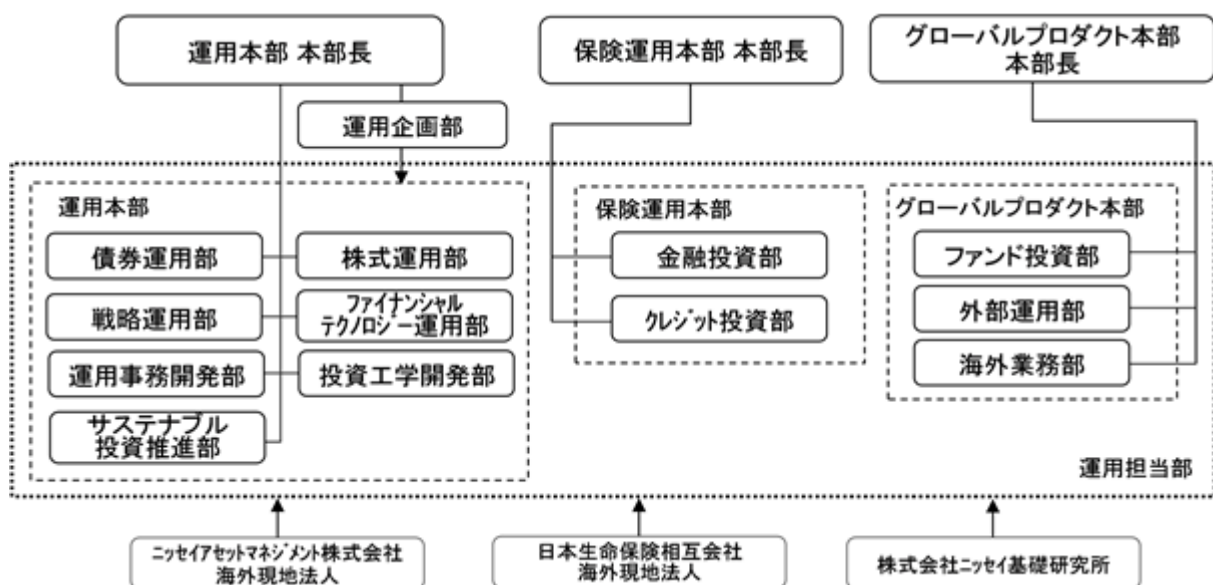 運用本部 本部長
保険運用本部 本部長
グローバルプロダクト本部
本部長
運用企画部
運用本部
債券運用部
株式運用部
戦略運用部
ファイナンシャル
テクノロジー運用部
運用事務開発部
投資工学開発部
サステナブル
投資推進部
保険運用本部
金融投資部
クレジット投資部
グローバルプロダクト本部
ファンド投資部
外部運用部
海外業務部
運用担当部
ニッセイアセットマネジメント株式会社
海外現地法人
日本生命保険相互会社
海外現地法人
株式会社ニッセイ基礎研究所